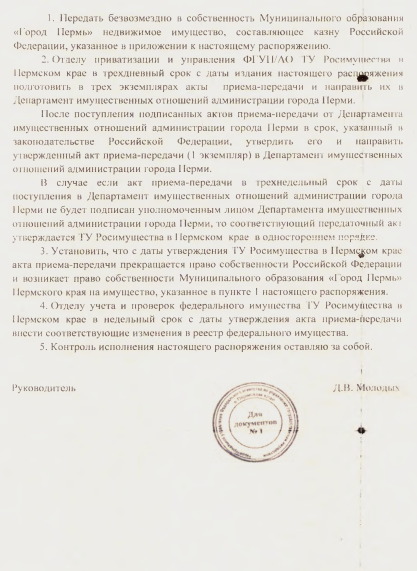 1. Передать безвозмездно в собственность Муниципального образования
«Город Пермь» недвижимое имущество, составляющее казну Российской
Федерации, указанное в приложении к настоящему распоряжению.
2. Отделу приватизации и управления ФГУП/АО ТУ Росимущества в
Пермском крае в трехдневный срок с даты издания настоящего распоряжения
подготовить в трех экземплярах акты приема-передачи и направить их в
Департамент имущественных отношений администрации города Перми.
После поступления подписанных актов приема-передачи от Департамента
имущественных отношений администрации города Перми в срок, указанный в
законодательстве Российской Федерации, утвердить его и направить
утвержденный акт приема-передачи (1 экземпляр) в Департамент имущественных
отношений администрации города Перми.
В случае если акт приема-передачи в трехнедельный срок с даты
поступления в Департамент имущественных отношений администрации города
Перми не будет подписан уполномоченным лицом Департамента имущественных
отношений администрации города Перми, то соответствующий передаточный акт
утверждается ТУ Росимущества в Пермском крае в одностороннем порядке.
3. Установить, что с даты утверждения ТУ Росимущества в Пермском крае
акта приема-передачи прекращается право собственности Российской Федерации
и возникает право собственности Муниципального образования «Город Пермь»
Пермского края на имущество, указанное в пункте 1 настоящего распоряжения.
4. Отделу учета и проверок федерального имущества ТУ Росимущества в
Пермском крае в недельный срок с даты утверждения акта приема-передачи
внести соответствующие изменения в реестр федерального имущества.
5. Контроль исполнения настоящего распоряжения оставляю за собой.
Руководитель Д.В. Молодых
Для
документов
№ 1